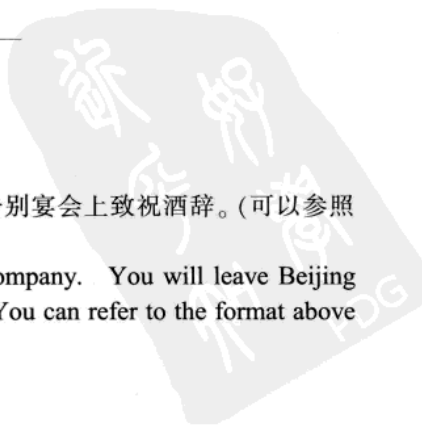 别宴会上致祝酒辞。(可以参照
ompany. You will leave Beijing
You can refer to the format above
PDG